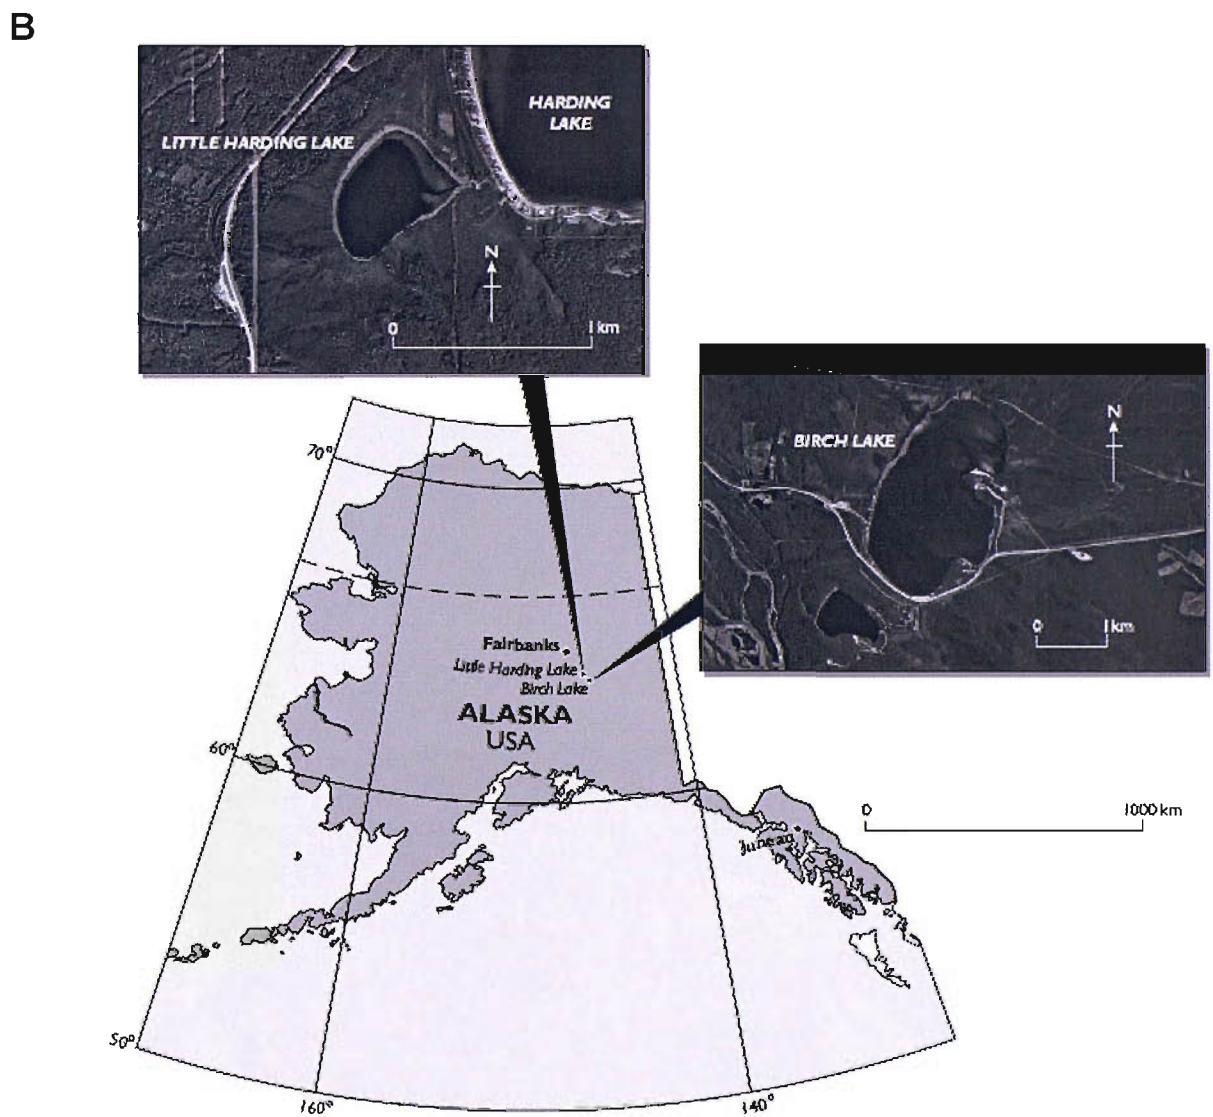 B
LITTLE HARDING LAKE
HARDING
LAKE
N
0 1 km
BIRCH LAKE
N
0 1 km
70°
Fairbanks
Little Harding Lake
Birch Lake
ALASKA
USA
60°
0 1000 km
Juneau
50°
160°
140°